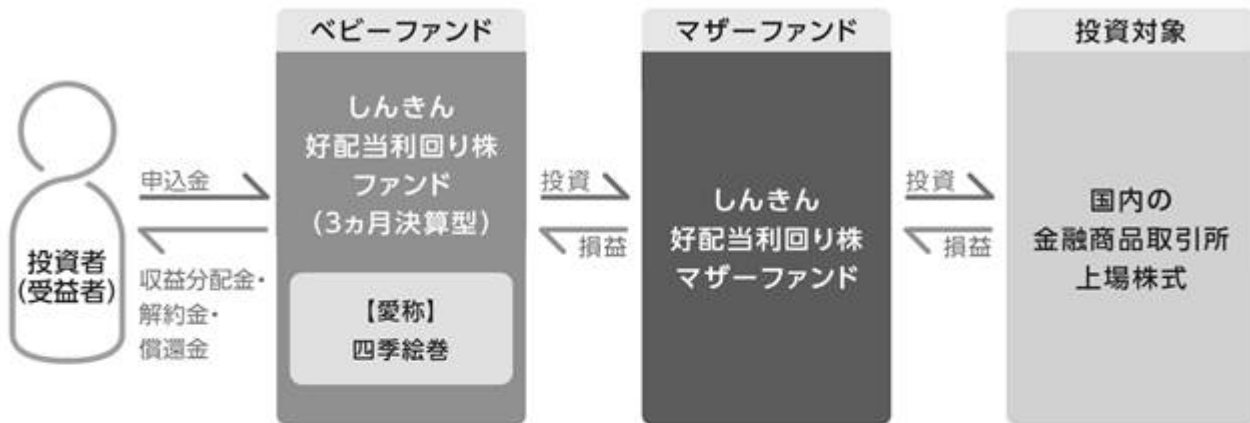 ベビーファンド
マザーファンド
投資対象
投資者
(受益者)
申込金
収益分配金・
解約金・
償還金
しんきん
好配当利回り株
ファンド
(3ヵ月決算型)
【愛称】
四季絵巻
投資
損益
しんきん
好配当利回り株
マザーファンド
投資
損益
国内の
金融商品取引所
上場株式